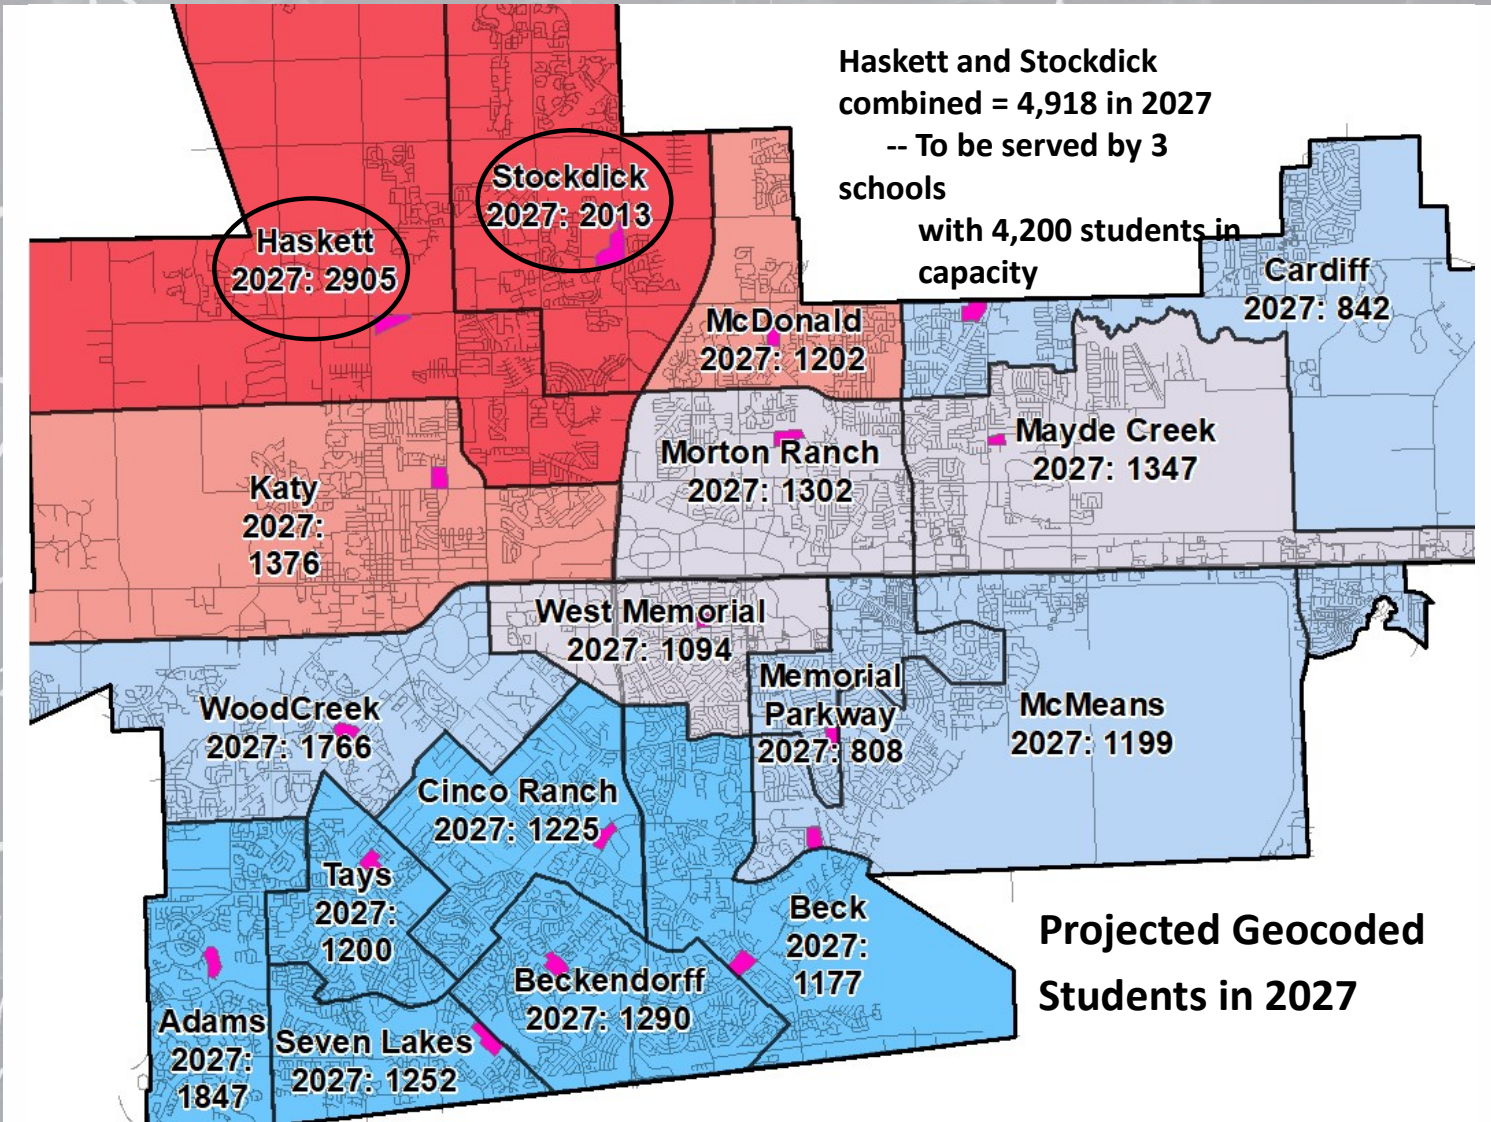 Haskett and Stockdick
combined = 4,918 in 2027
-- To be served by 3
schools
with 4,200 students in
capacity
Stockdick
2027: 2013
Haskett
2027: 2905
Cardiff
2027: 842
McDonald
2027: 1202
Mayde Creek
2027: 1347
Morton Ranch
2027: 1302
Katy
2027:
1376
West Memorial
2027: 1094
Memorial
Parkway
2027: 808
McMeans
2027: 1199
WoodCreek
2027: 1766
Cinco Ranch
2027: 1225
Tays
2027:
1200
Beck
2027:
1177
Beckendorff
2027: 1290
Adams
2027:
1847
Seven Lakes
2027: 1252
Projected Geocoded
Students in 2027